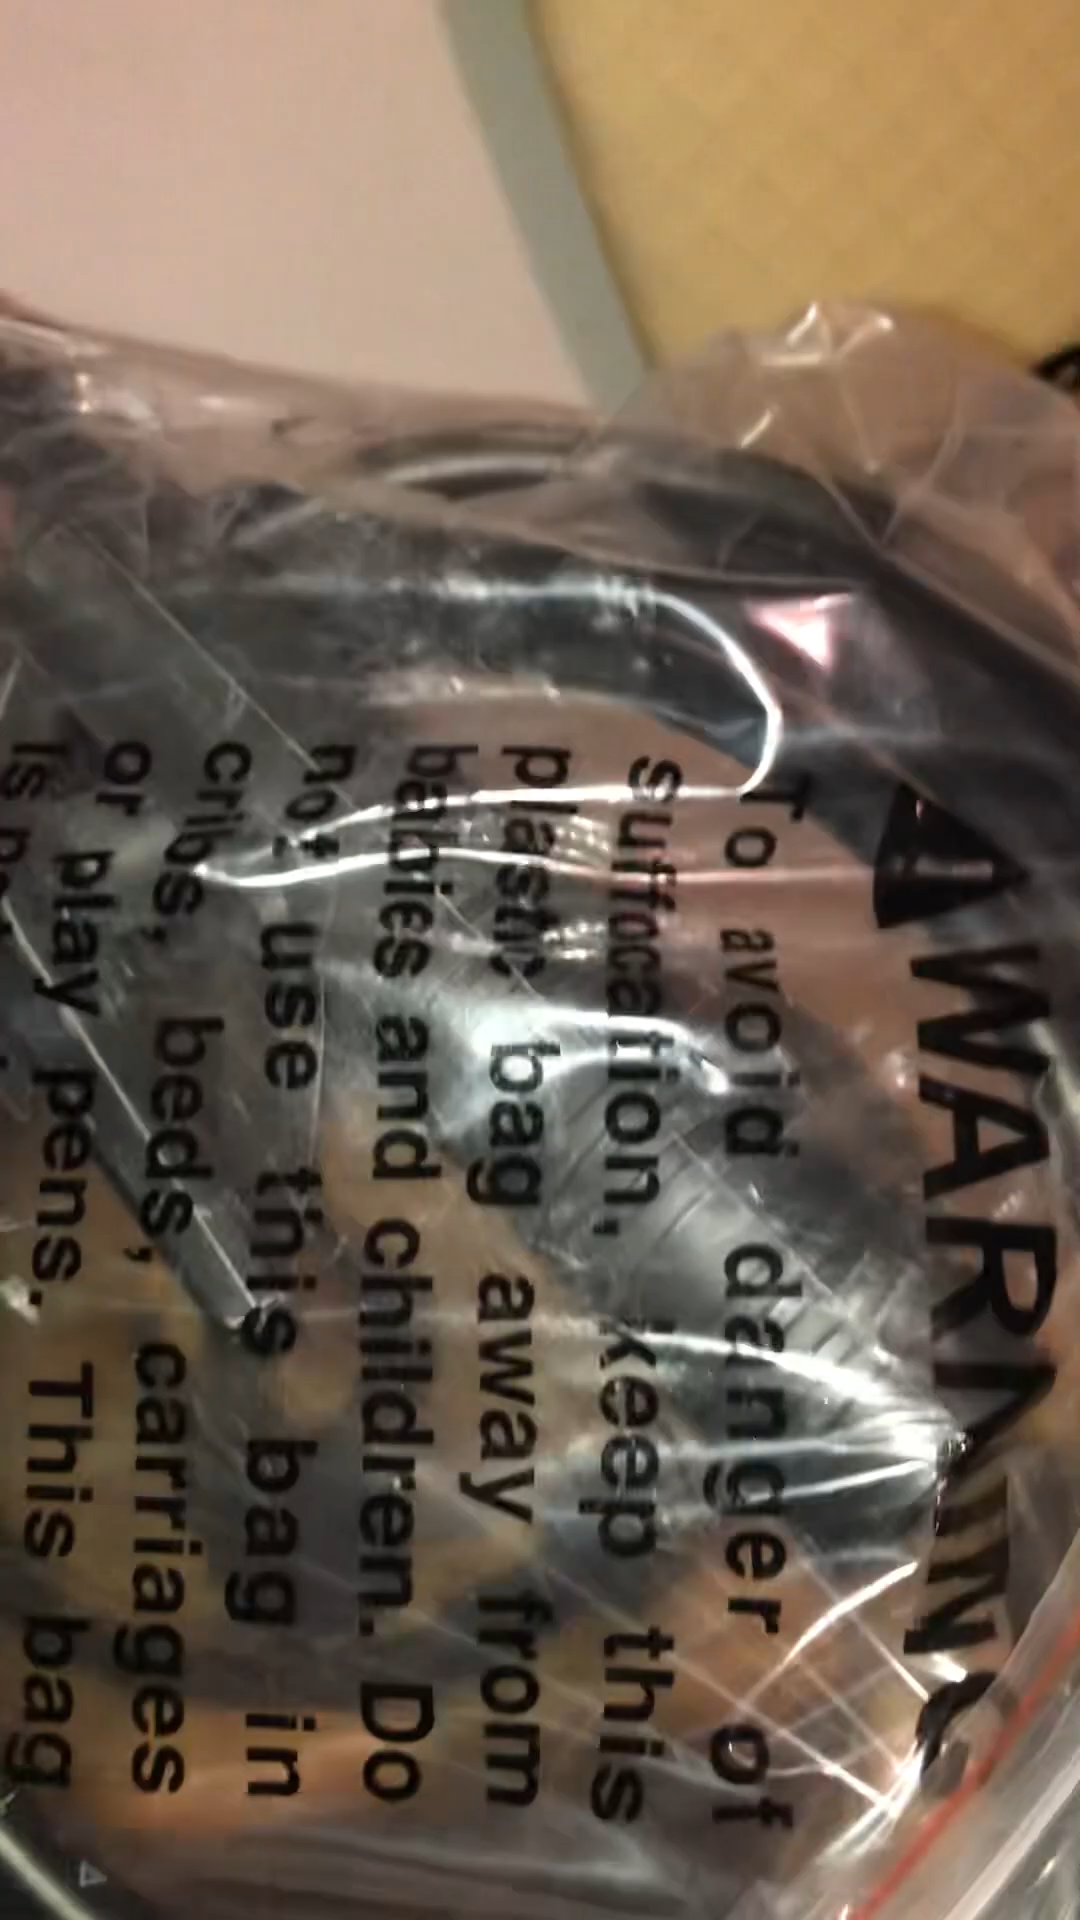 WARNING
To avoid danger of
suffocation, keep this
plastic bag away from
babies and children. Do
not use this bag in
cribs, beds, carriages
or play pens. This bag
is